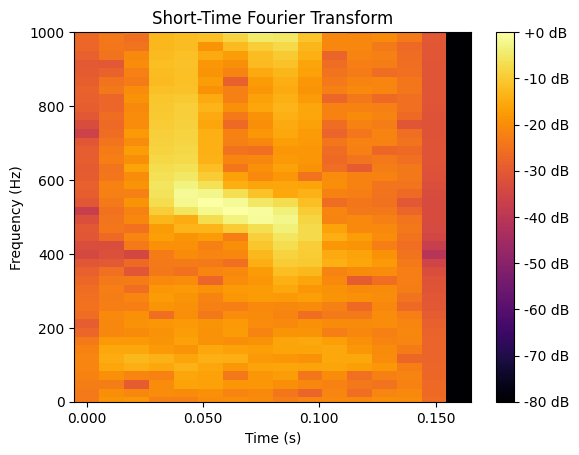 Short-Time Fourier Transform
1000
800
600
400
200
0
Frequency (Hz)
0.000
0.050
0.100
0.150
Time (s)
+0 dB
-10 dB
-20 dB
-30 dB
-40 dB
-50 dB
-60 dB
-70 dB
-80 dB